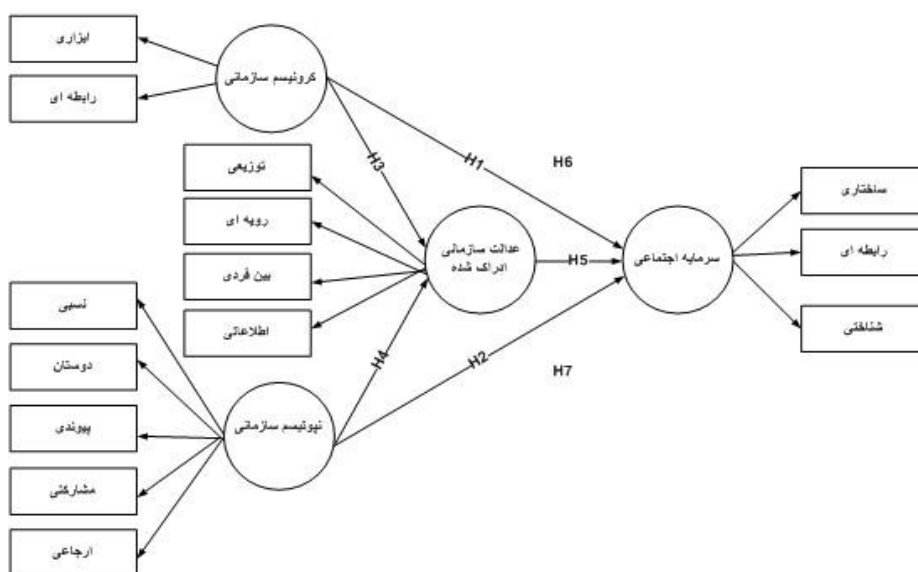 ابزاری
کرونیسم سازمانی
رابطه ای
توزیعی
H3
H1
H6
ساختاری
رویه ای
عدالت سازمانی
ادراک شده
H5
سرمایه اجتماعی
رابطه ای
بین فردی
نسبی
اطلاعاتی
شناختی
دوستان
H4
H2
H7
پیوندی
نپوتیسم سازمانی
مشارکتی
ارجاعی